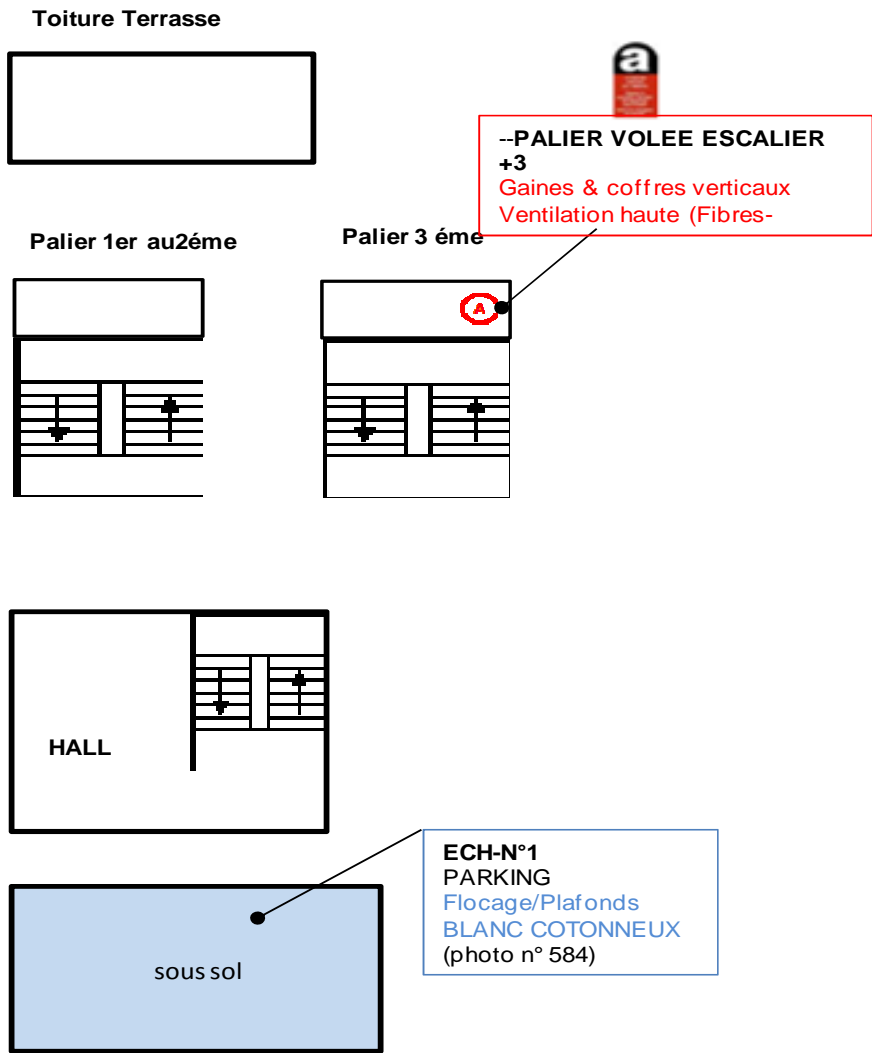 Toiture Terrasse
a
--PALIER VOLEE ESCALIER
+3
Gaines & coffres verticaux
Ventilation haute (Fibres-
Palier 1er au2éme
Palier 3 éme
A
HALL
ECH-N°1
PARKING
Flocage/Plafonds
BLANC COTONNEUX
(photo n° 584)
sous sol